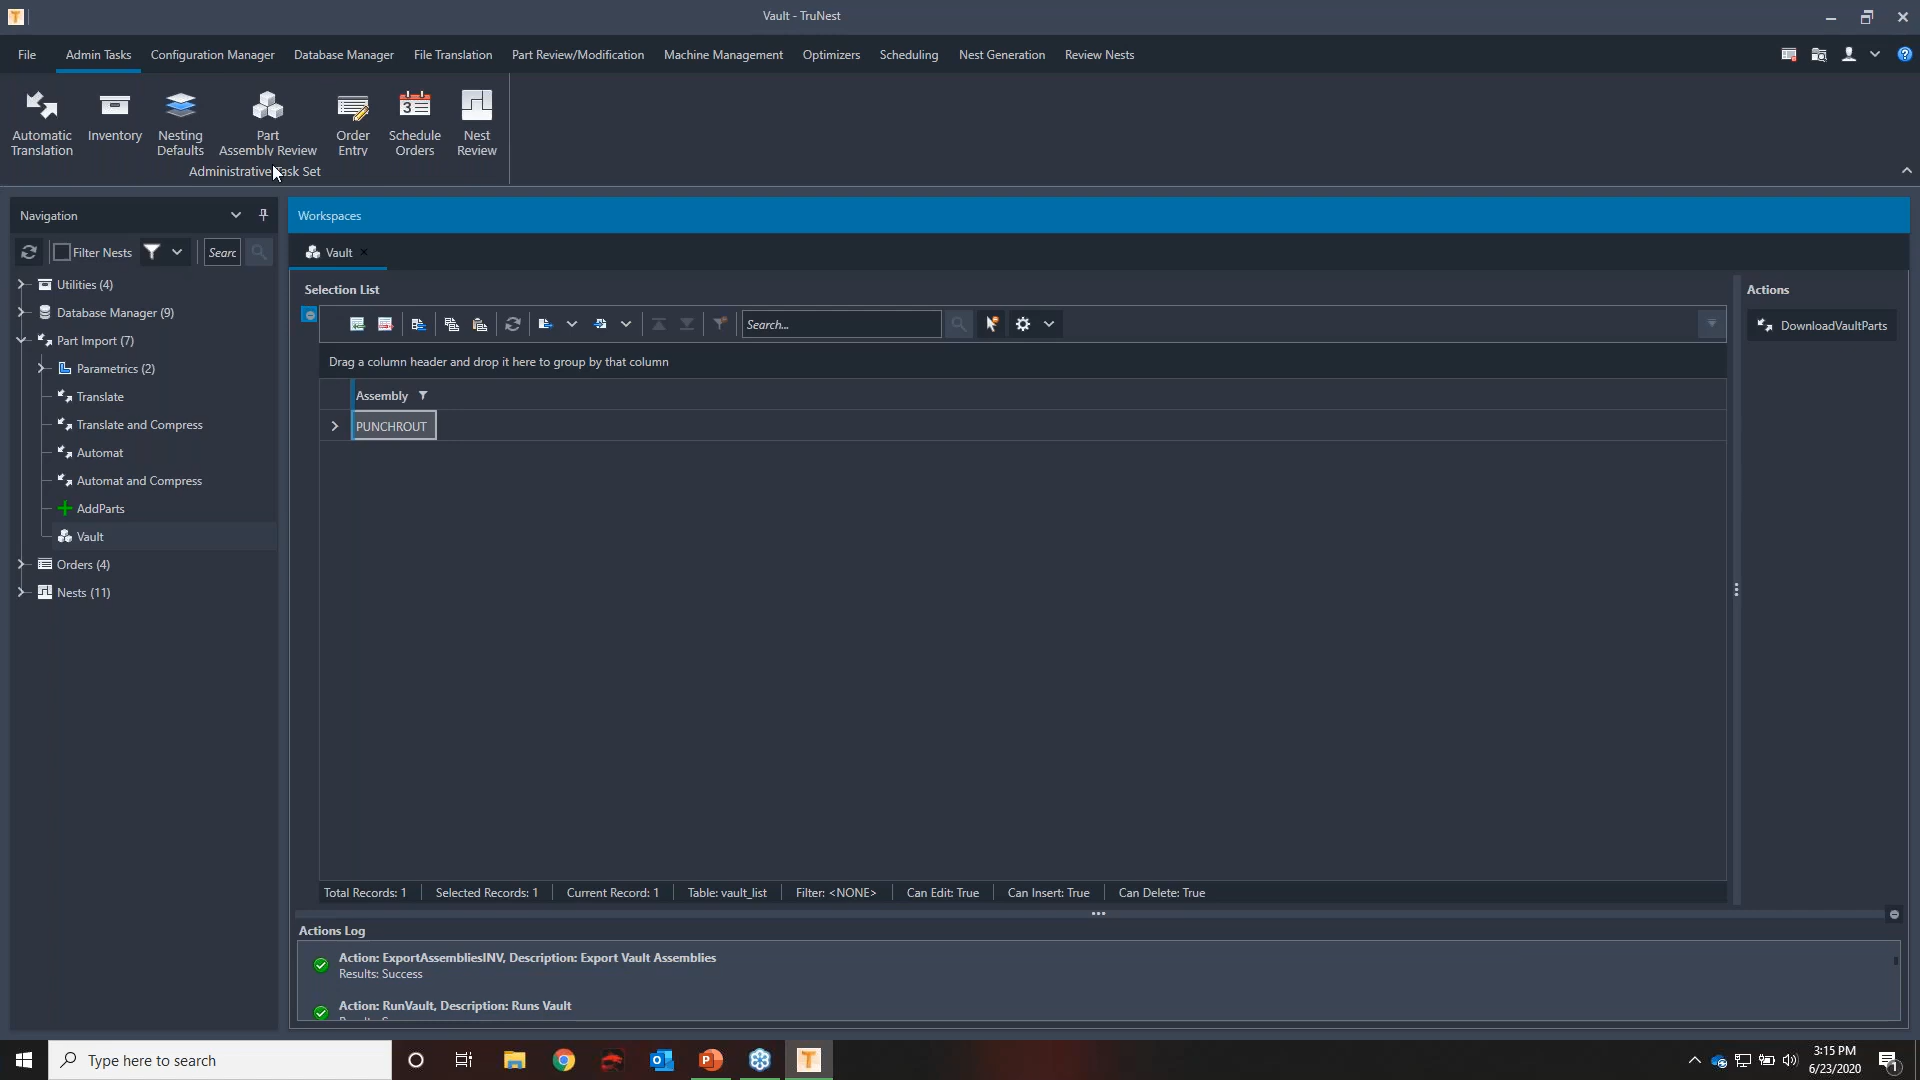 Vault - TruNest
File Admin Tasks Configuration Manager Database Manager File Translation Part Review/Modification Machine Management Optimizers Scheduling Nest Generation Review Nests
Automatic Translation
Inventory
Nesting Defaults
Part Assembly Review
Order Entry
Schedule Orders
Nest Review
Administrative Task Set
Navigation
Filter Nests
Searc
Utilities (4)
Database Manager (9)
Part Import (7)
Parametrics (2)
Translate
Translate and Compress
Automat
Automat and Compress
AddParts
Vault
Orders (4)
Nests (11)
Workspaces
Vault
Selection List
Search...
Drag a column header and drop it here to group by that column
Assembly
PUNCHROUT
Total Records: 1 Selected Records: 1 Current Record: 1 Table: vault_list Filter: <NONE> Can Edit: True Can Insert: True Can Delete: True
Actions
DownloadVaultParts
Actions Log
Action: ExportAssembliesINV, Description: Export Vault Assemblies
Results: Success
Action: RunVault, Description: Runs Vault
Type here to search
3:15 PM
6/23/2020